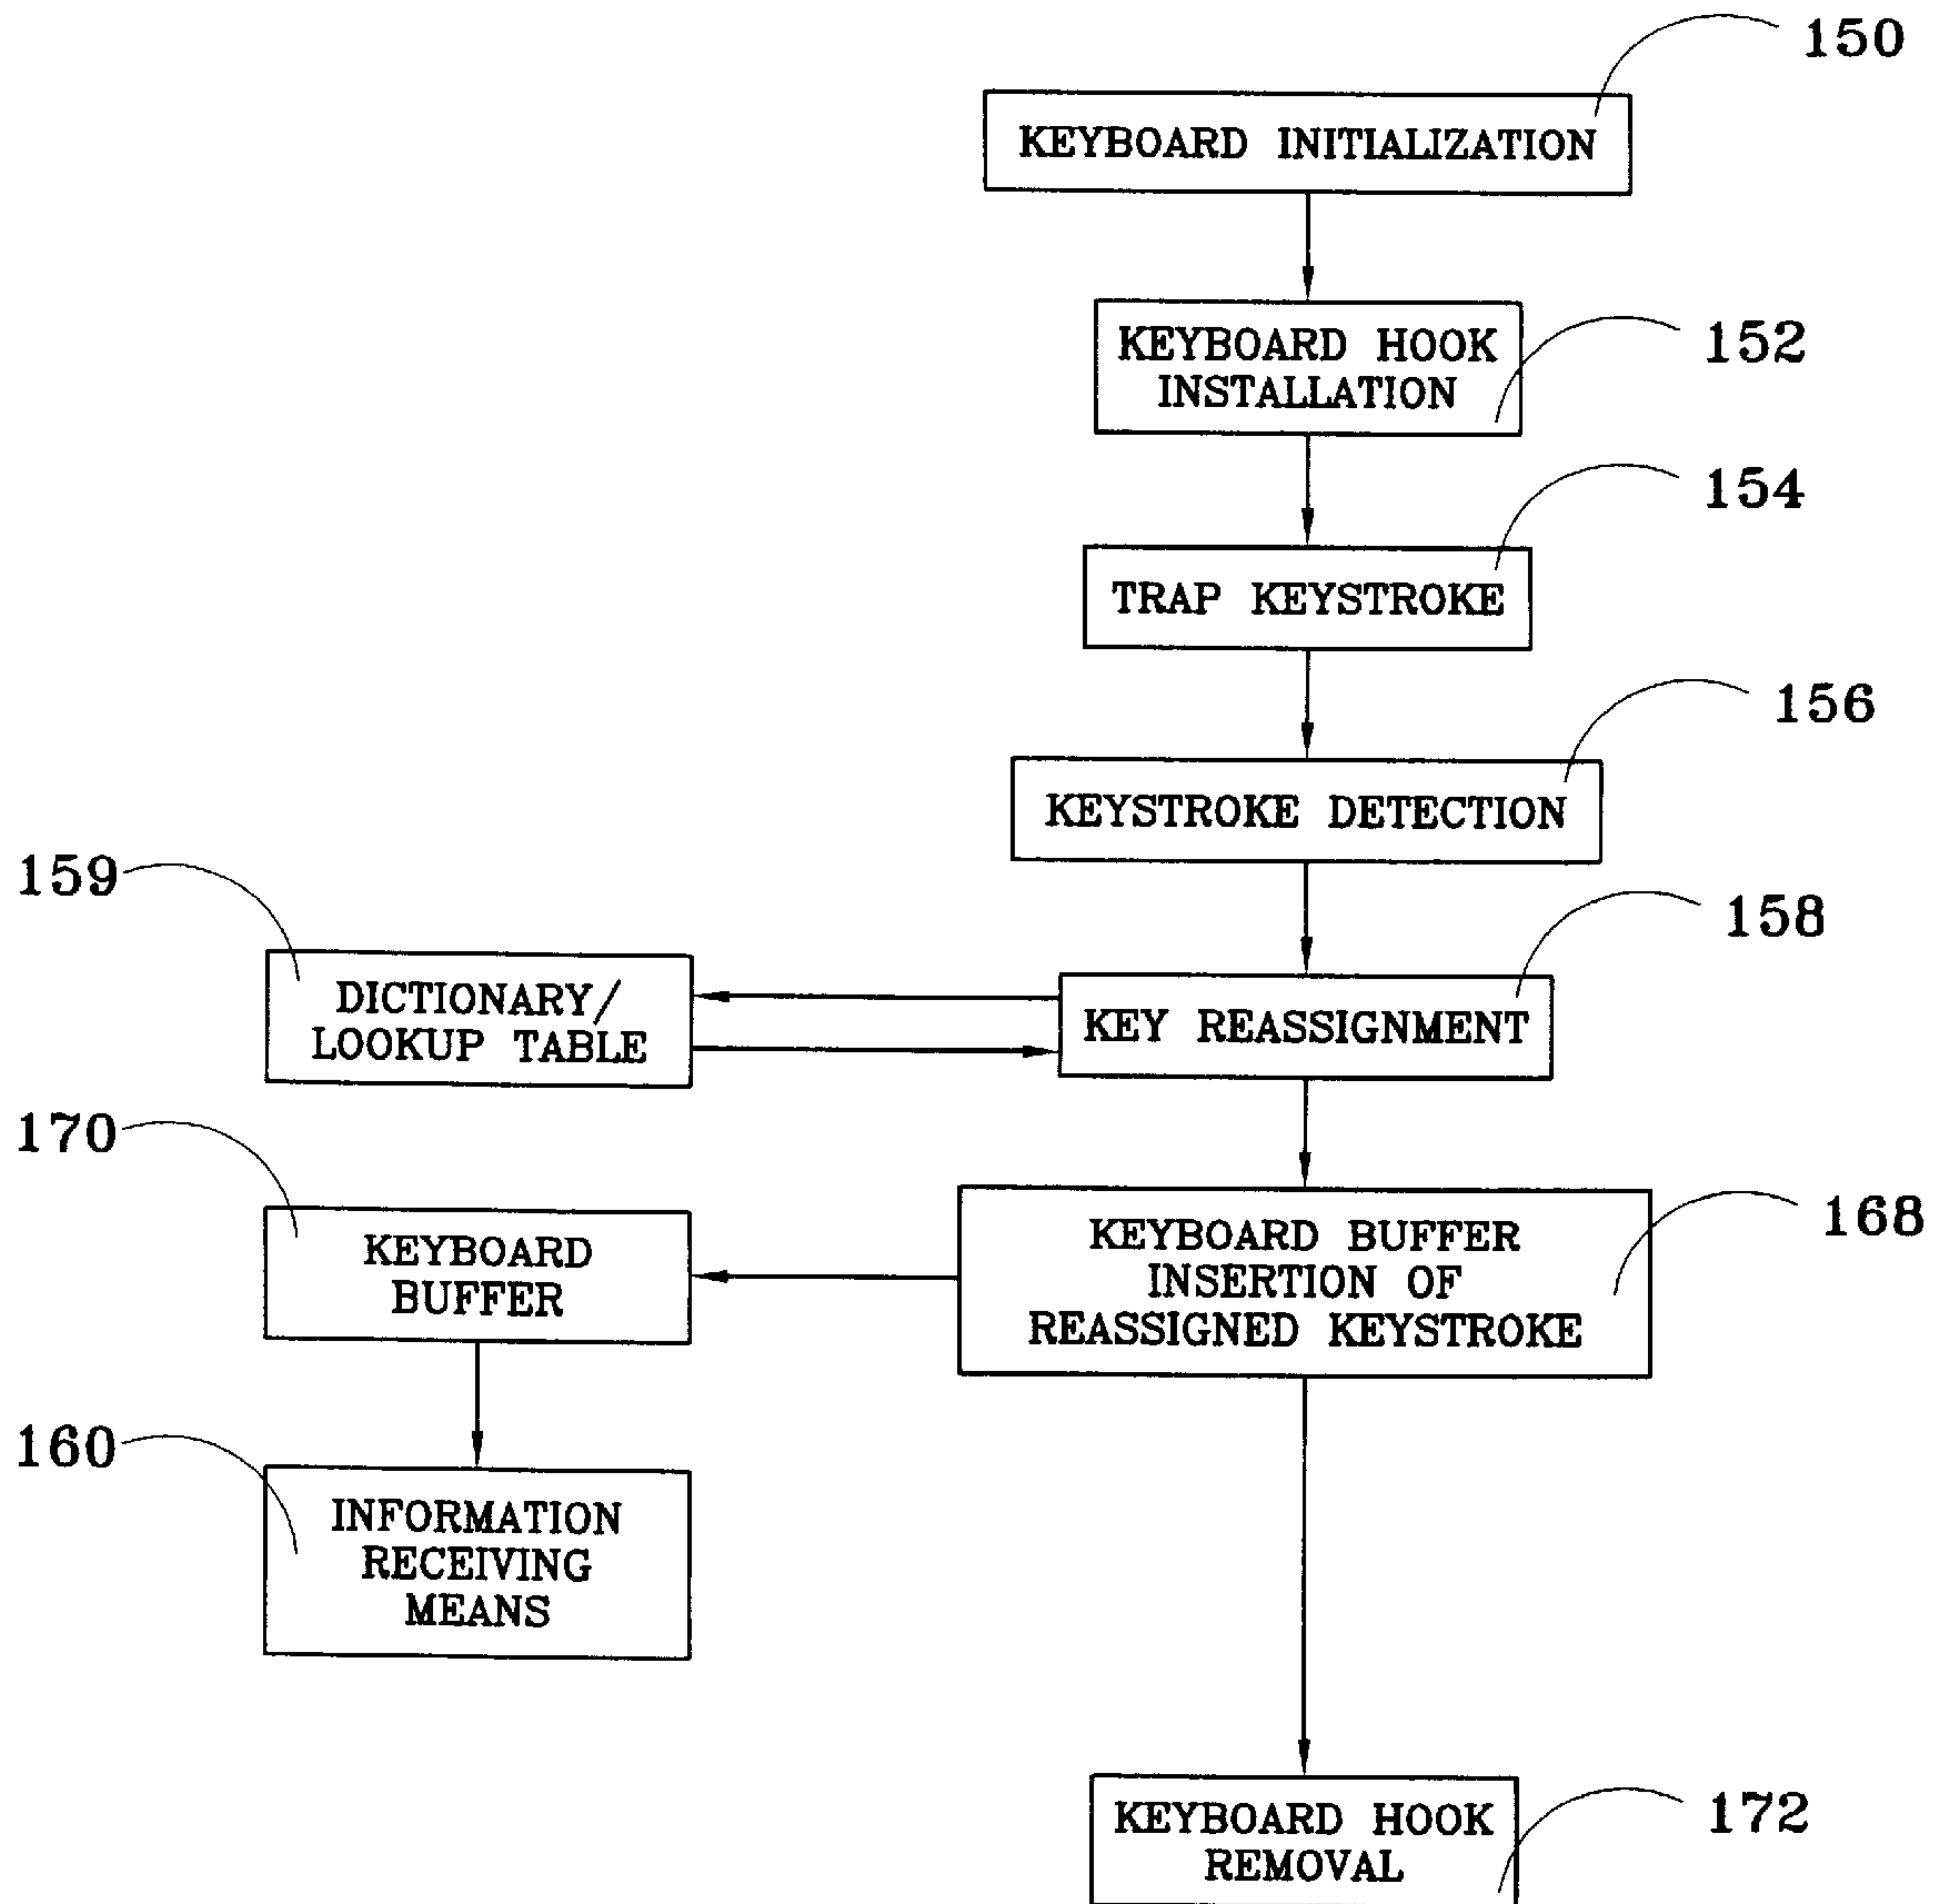 150
KEYBOARD INITIALIZATION
KEYBOARD HOOK
INSTALLATION
152
154
TRAP KEYSTROKE
156
KEYSTROKE DETECTION
159
158
DICTIONARY/
LOOKUP TABLE
KEY REASSIGNMENT
170
168
KEYBOARD
BUFFER
KEYBOARD BUFFER
INSERTION OF
REASSIGNED KEYSTROKE
160
INFORMATION
RECEIVING
MEANS
KEYBOARD HOOK
REMOVAL
172